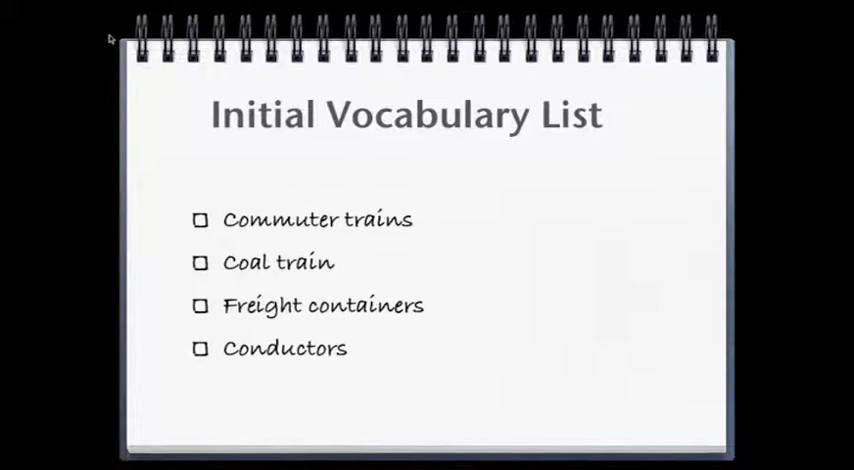 Initial Vocabulary List
Commuter trains
Coal train
Freight containers
Conductors